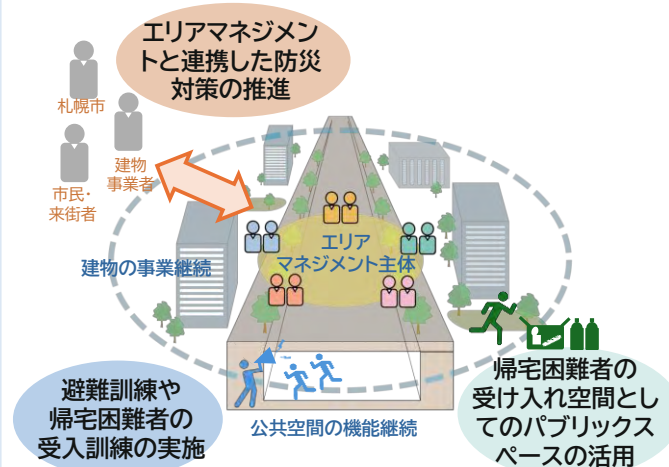 エリアマネジメン
トと連携した防災
対策の推進
札幌市
建物
事業者
市民・
来街者
エリア
マネジメント主体
建物の事業継続
避難訓練や
帰宅困難者の
受入訓練の実施
公共空間の機能継続
帰宅困難者の
受け入れ空間とし
てのパブリックス
ペースの活用